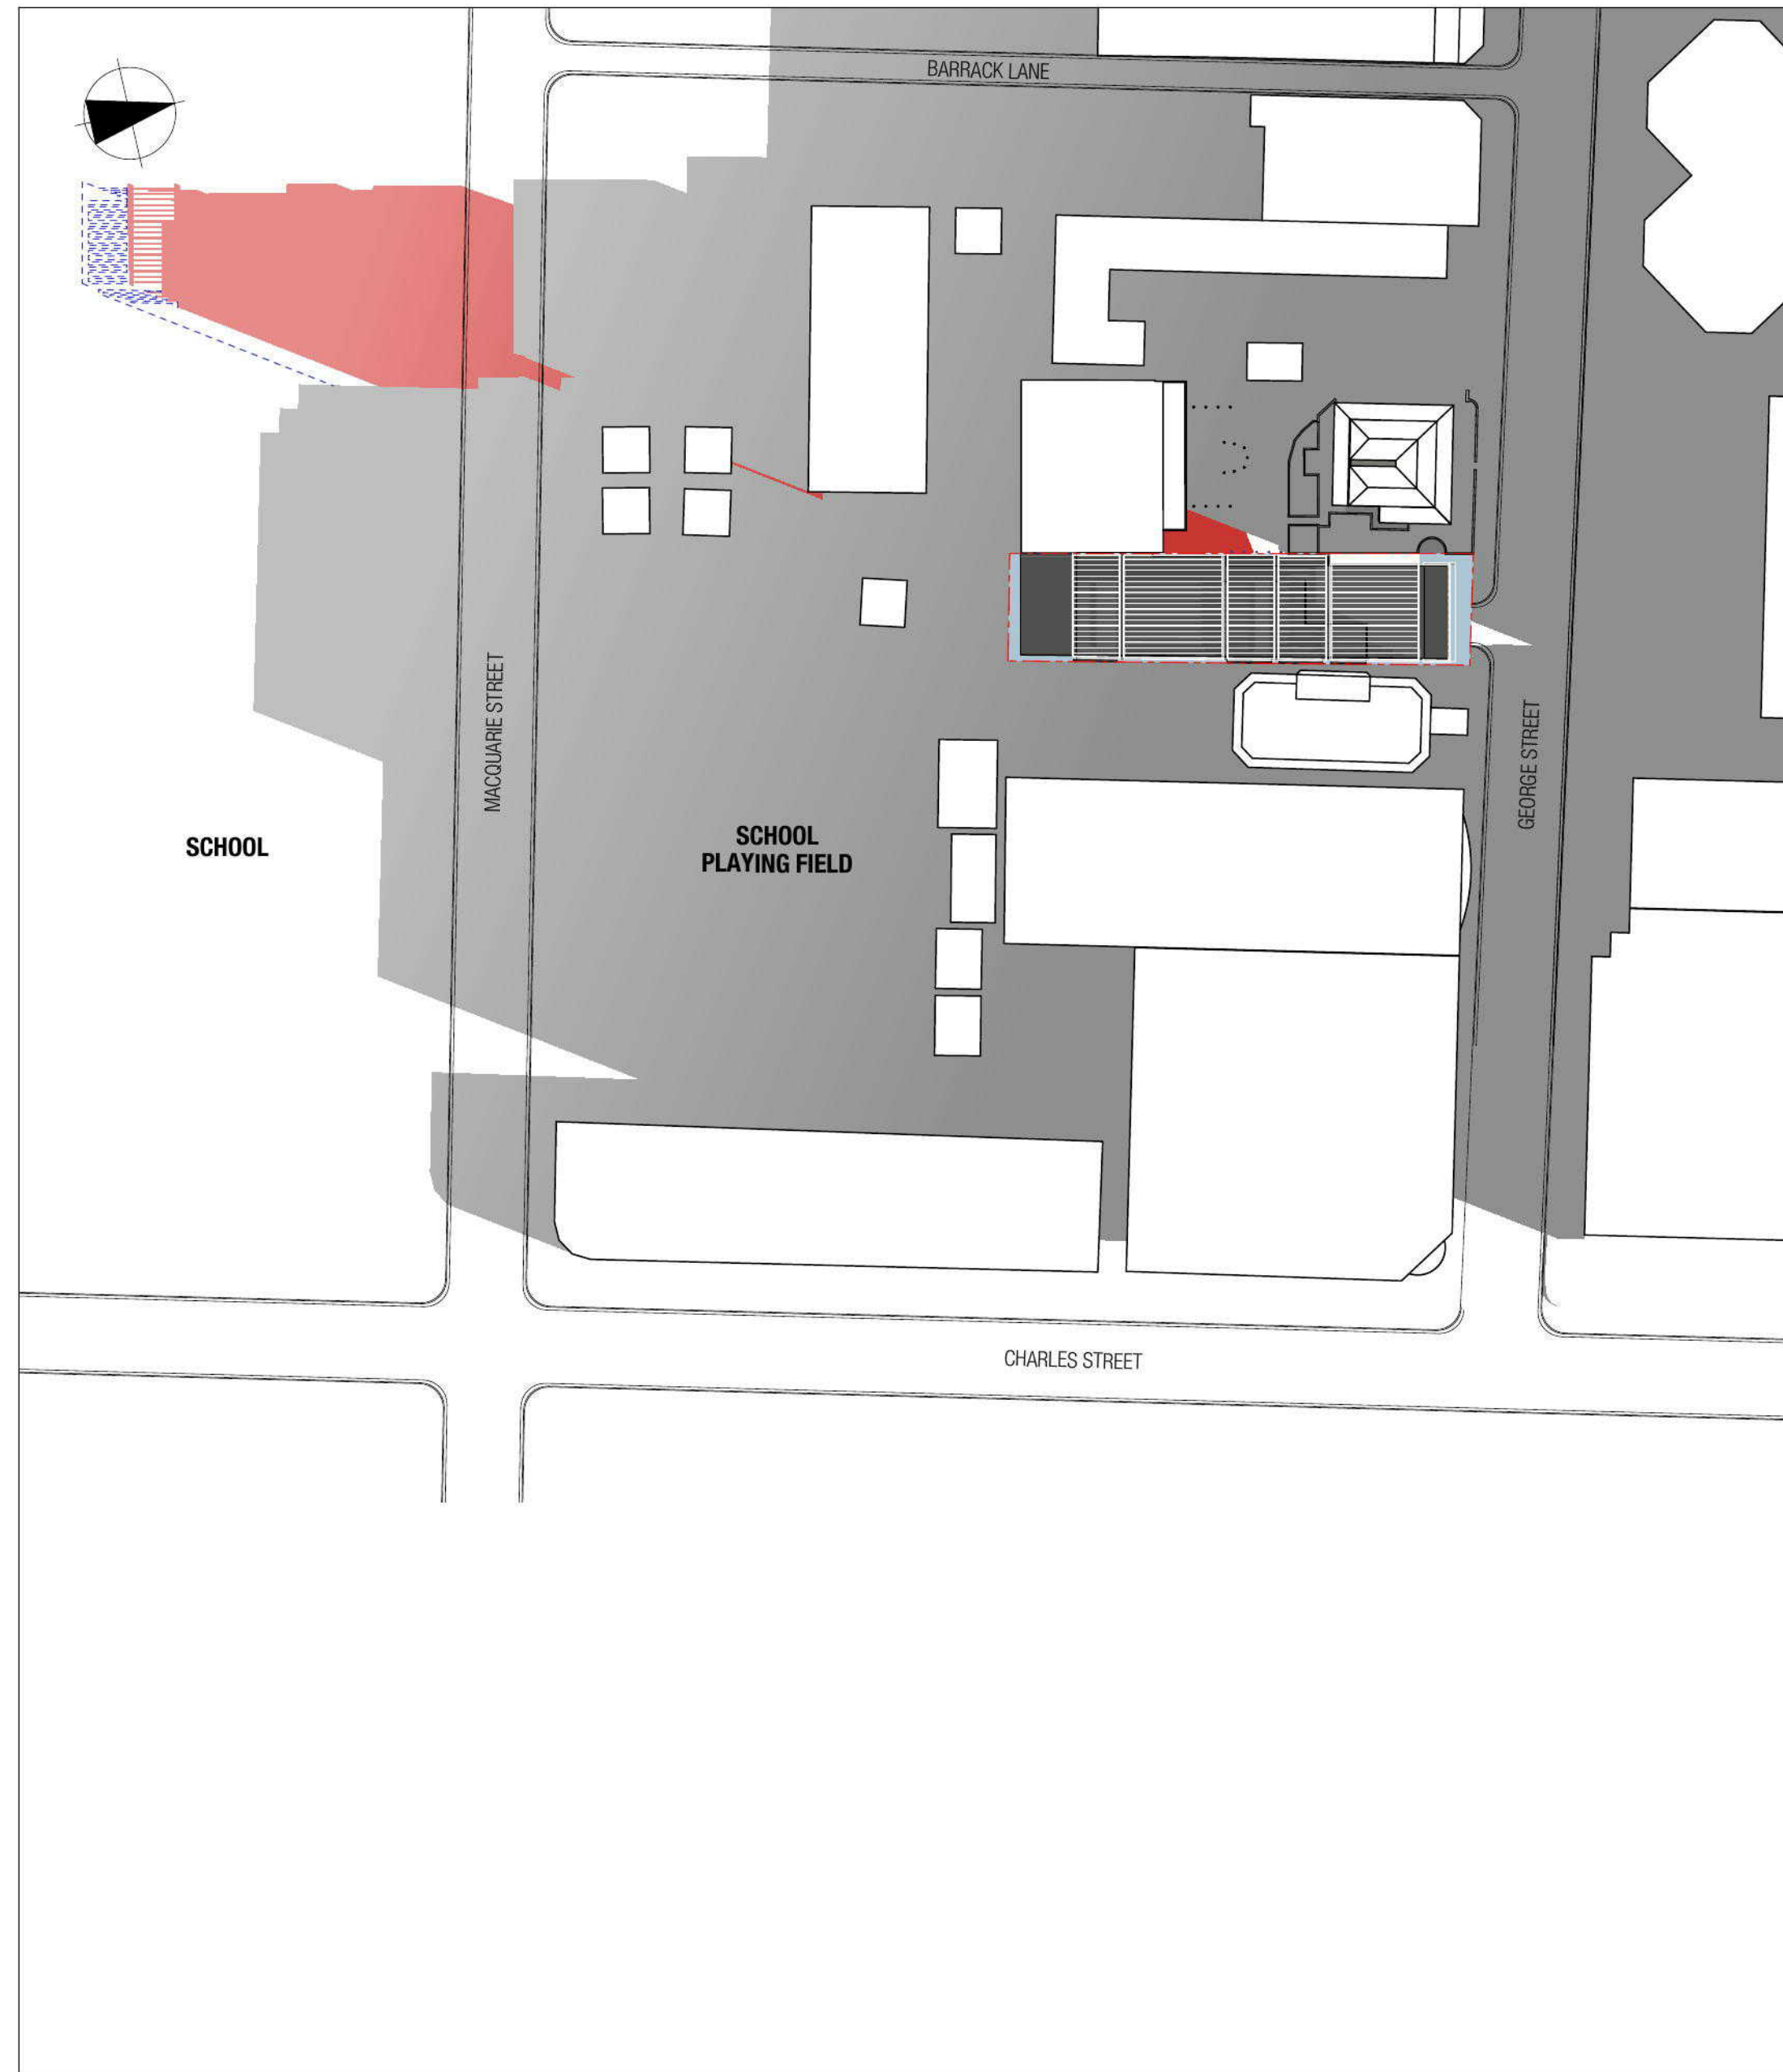 BARRACK LANE
MACQUARIE STREET
GEORGE STREET
SCHOOL
SCHOOL
PLAYING FIELD
CHARLES STREET